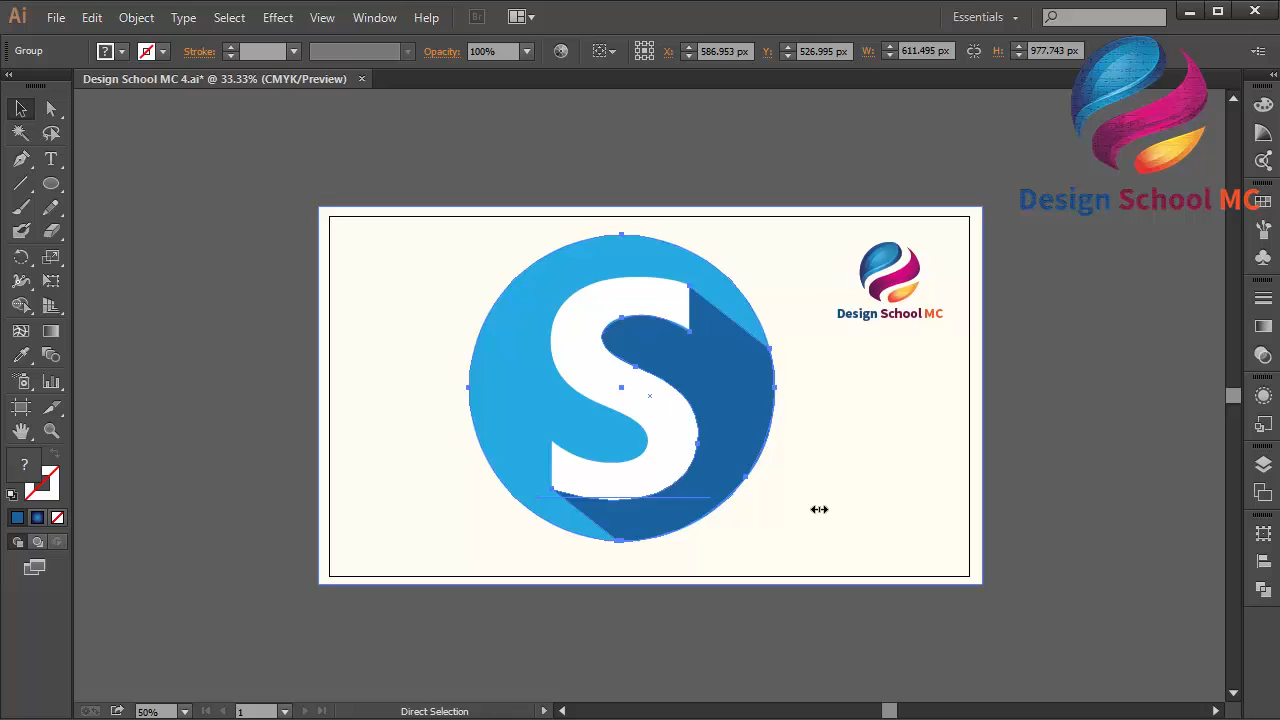 Ai File Edit Object Type Select Effect View Window Help Br Essentials
Group ? Stroke: Opacity: 100% X: 586.953 px Y: 526.995 px W: 611.495 px H: 977.743 px
Design School MC 4.ai* @ 33.33% (CMYK/Preview) ×
Design School MC
S
Design School MC
T
?
50% 1 Direct Selection